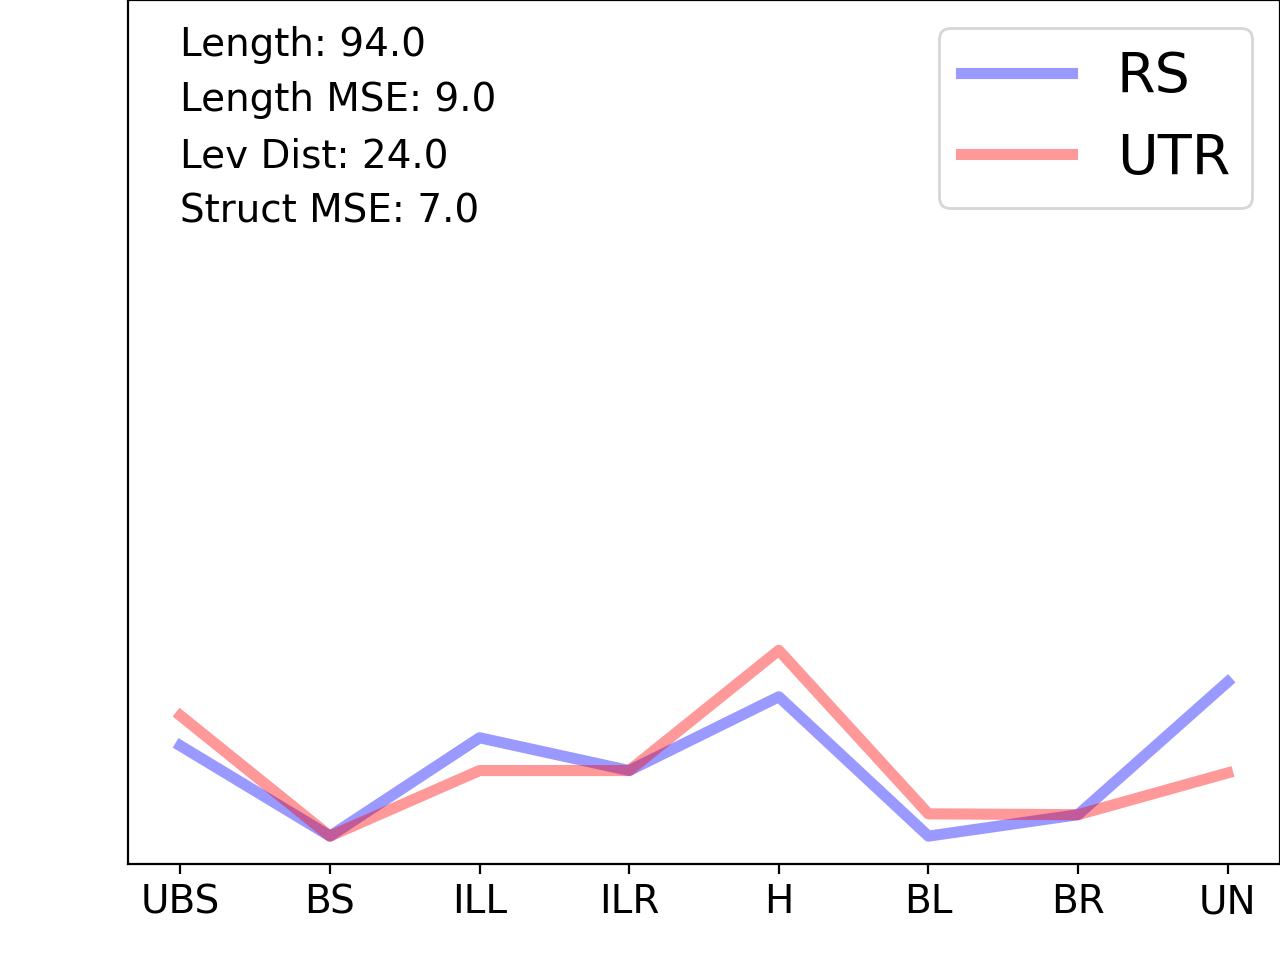 Length: 94.0
Length MSE: 9.0
Lev Dist: 24.0
Struct MSE: 7.0
RS
UTR
UBS BS ILL ILR H BL BR UN